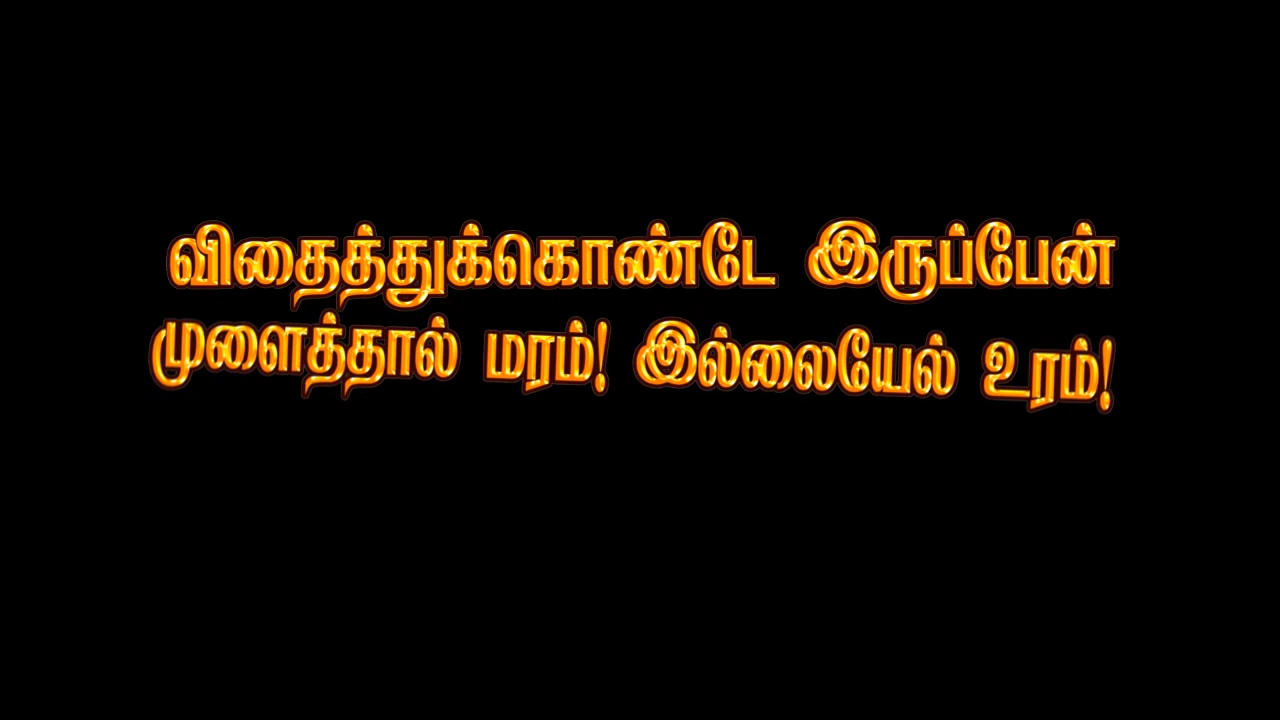 விதைத்துக்கொண்டே இருப்பேன்
முளைத்தால் மரம்! இல்லையேல் உரம்!